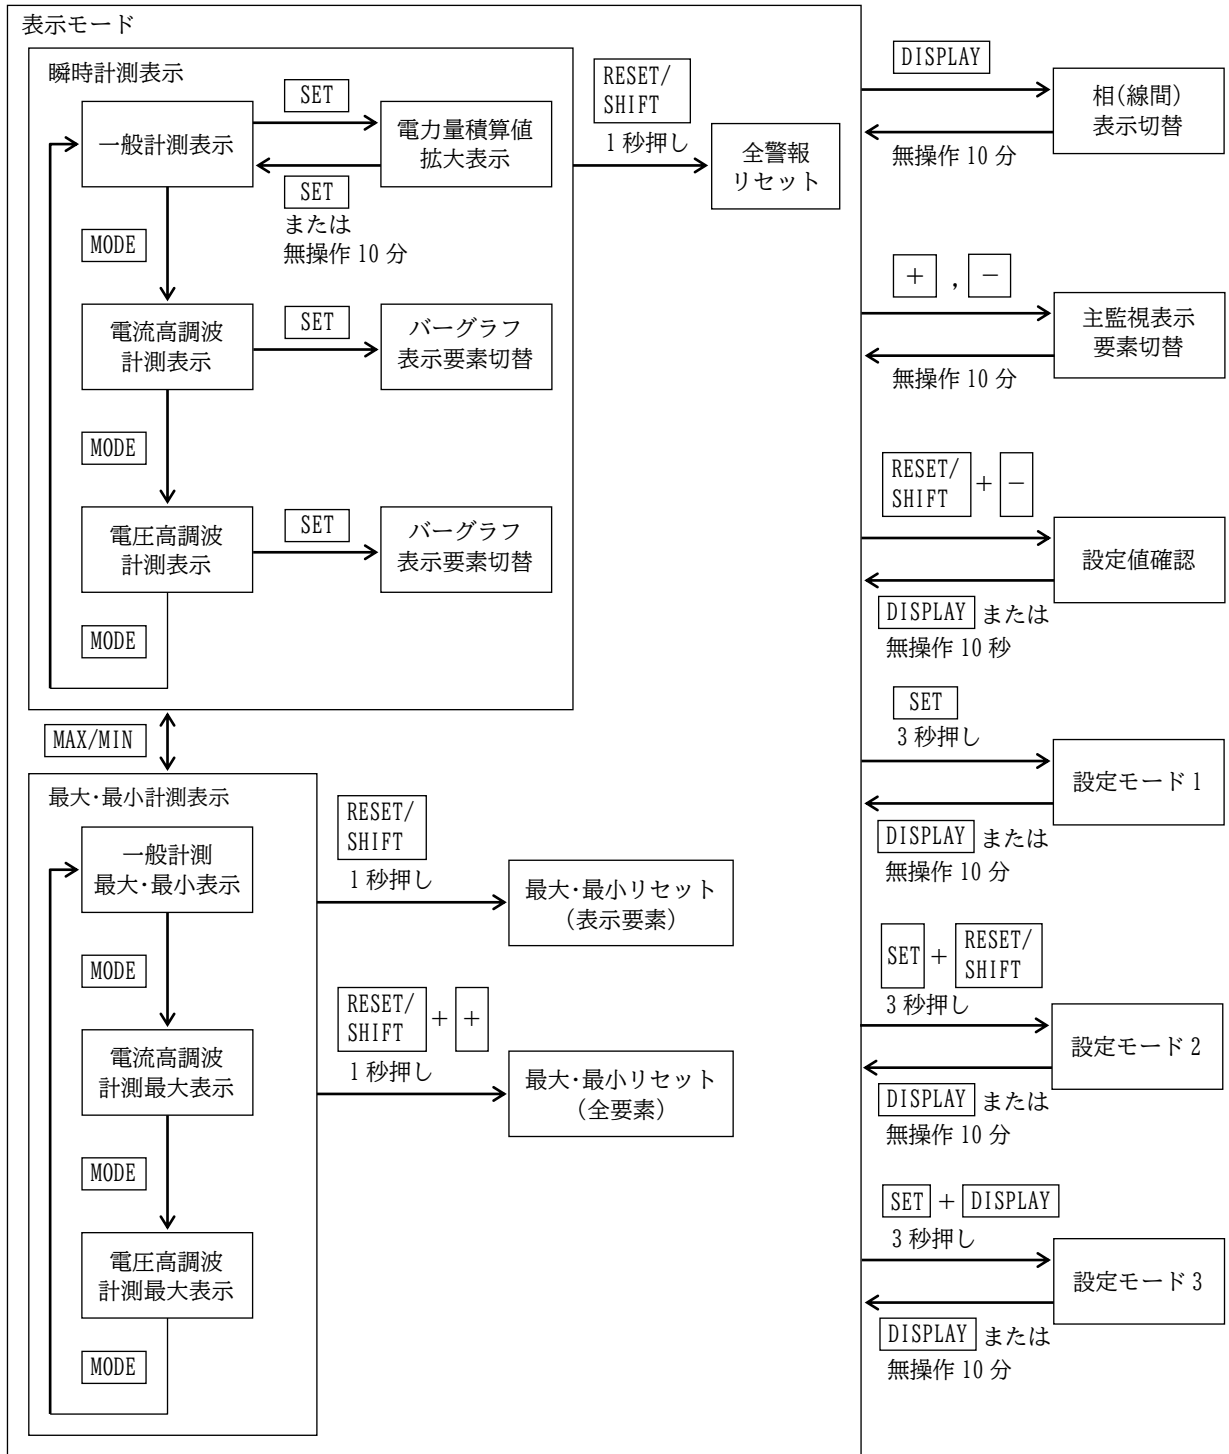 表示モード
瞬時計測表示
一般計測表示
SET
電力量積算値
拡大表示
SET
または
無操作10分
MODE
電流高調波
計測表示
SET
バーグラフ
表示要素切替
MODE
電圧高調波
計測表示
SET
バーグラフ
表示要素切替
MODE
RESET/
SHIFT
1秒押し
全警報
リセット
MAX/MIN
最大・最小計測表示
一般計測
最大・最小表示
MODE
電流高調波
計測最大表示
MODE
電圧高調波
計測最大表示
MODE
RESET/
SHIFT
1秒押し
最大・最小リセット
(表示要素)
RESET/
SHIFT + +
1秒押し
最大・最小リセット
(全要素)
DISPLAY
相(線間)
表示切替
無操作10分
+ , −
主監視表示
要素切替
無操作10分
RESET/
SHIFT + −
設定値確認
DISPLAY または
無操作10秒
SET
3秒押し
設定モード1
DISPLAY または
無操作10分
SET + RESET/
SHIFT
3秒押し
設定モード2
DISPLAY または
無操作10分
SET + DISPLAY
3秒押し
設定モード3
DISPLAY または
無操作10分